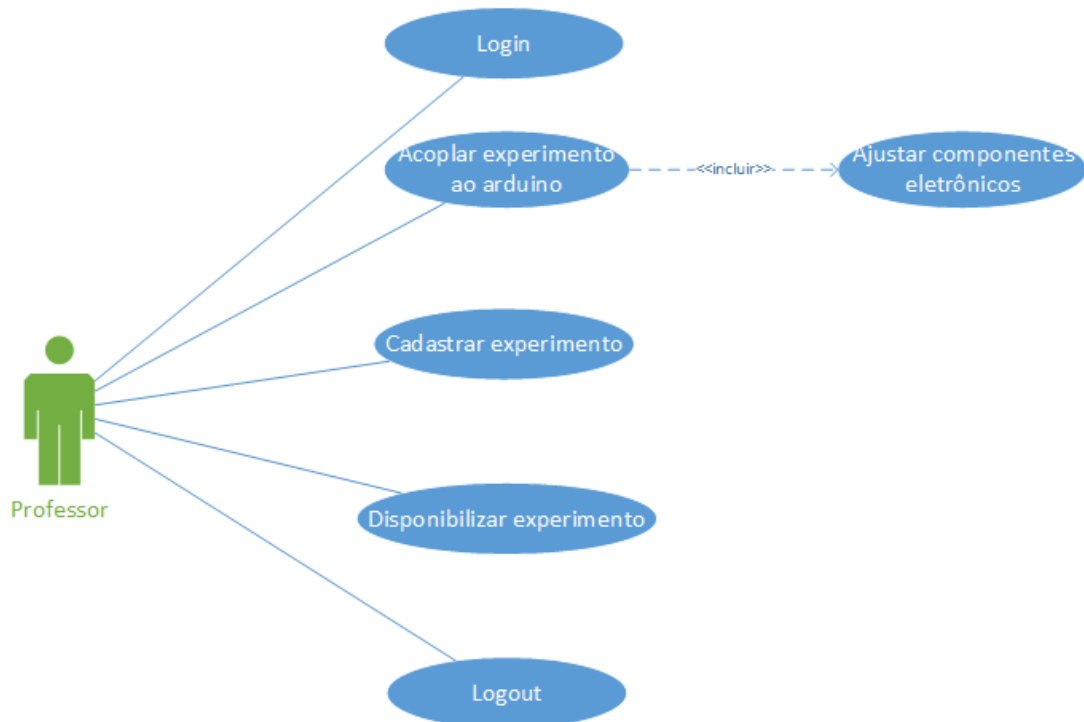 Login
Acoplar experimento
ao arduino
<<incluir>>
Ajustar componentes
eletrônicos
Cadastrar experimento
Professor
Disponibilizar experimento
Logout